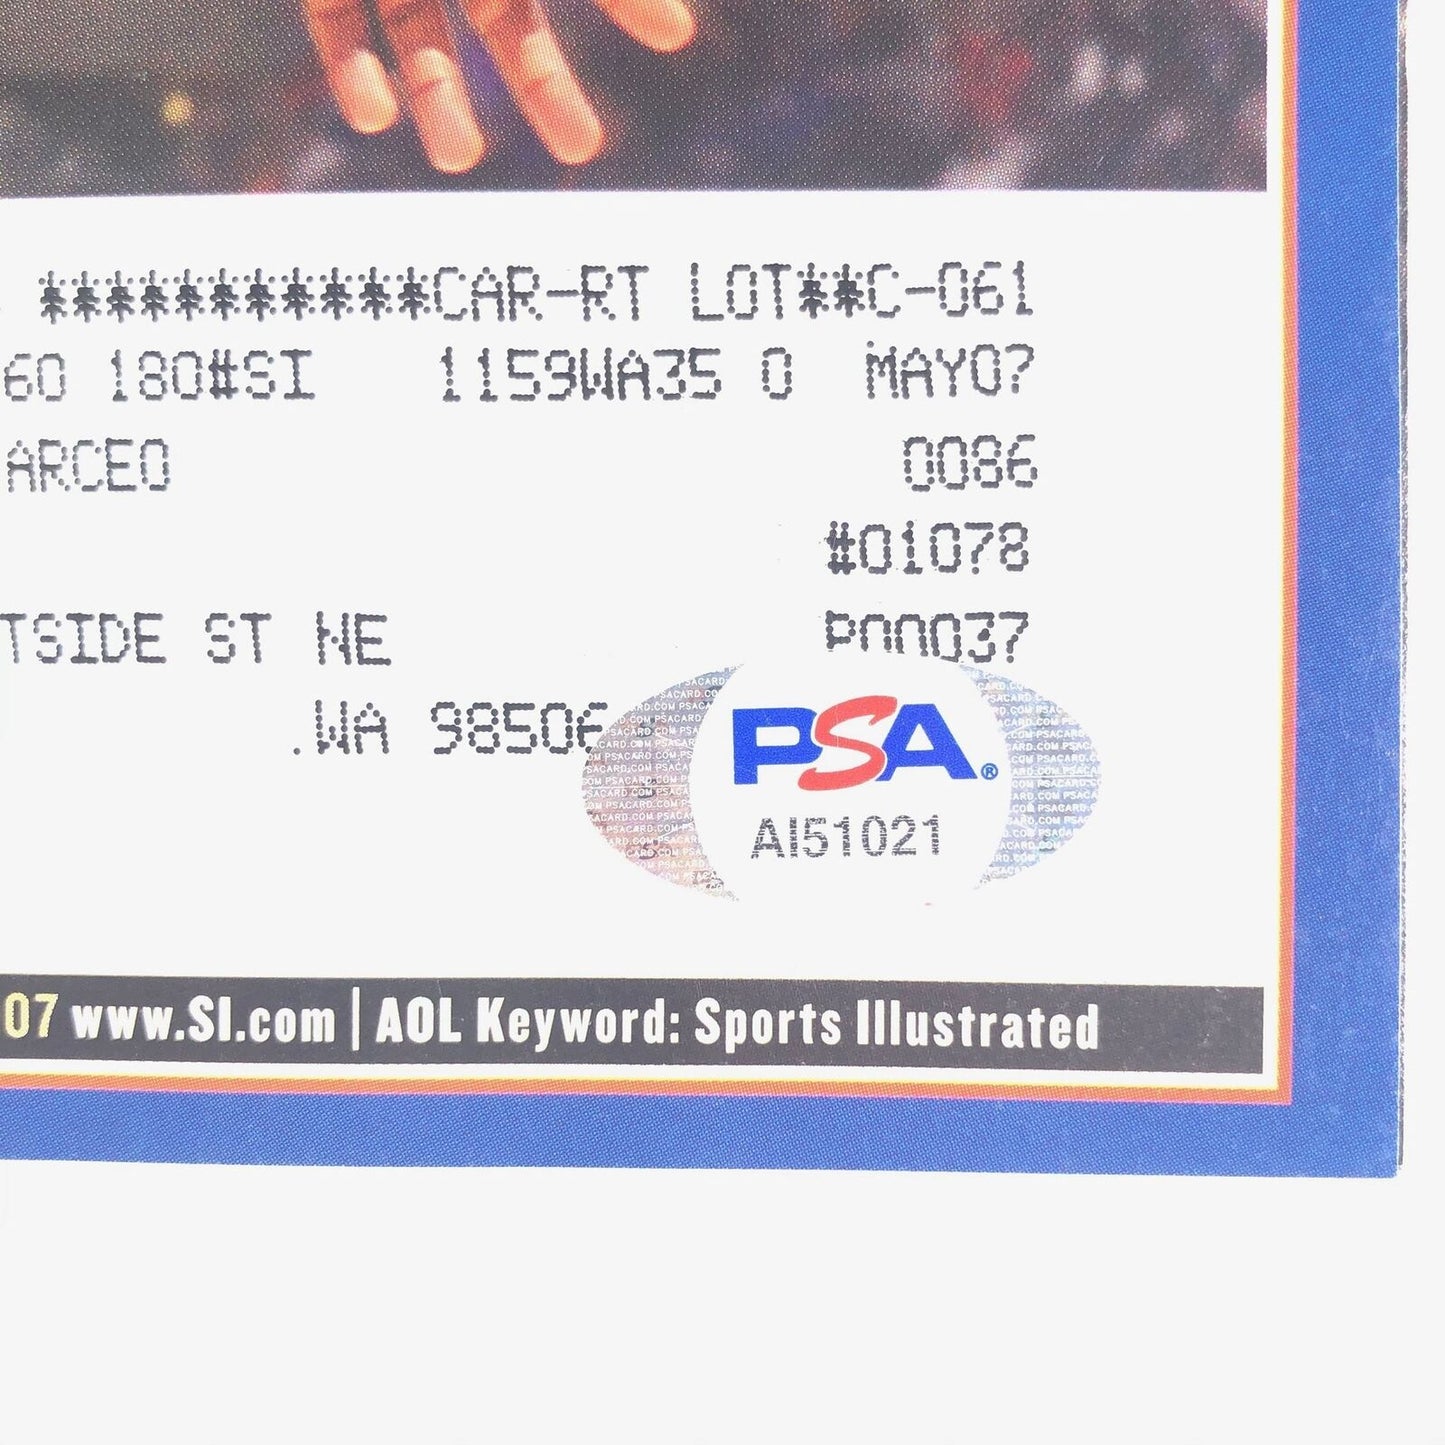 ***********CAR-RT LOT**C-061
60 180#SI 1159WA35 0 MAY07
ARCEO 0086
#01078
TSIDE ST NE P00037
.WA 98506
PSA®
AI51021
07 www.SI.com | AOL Keyword: Sports Illustrated